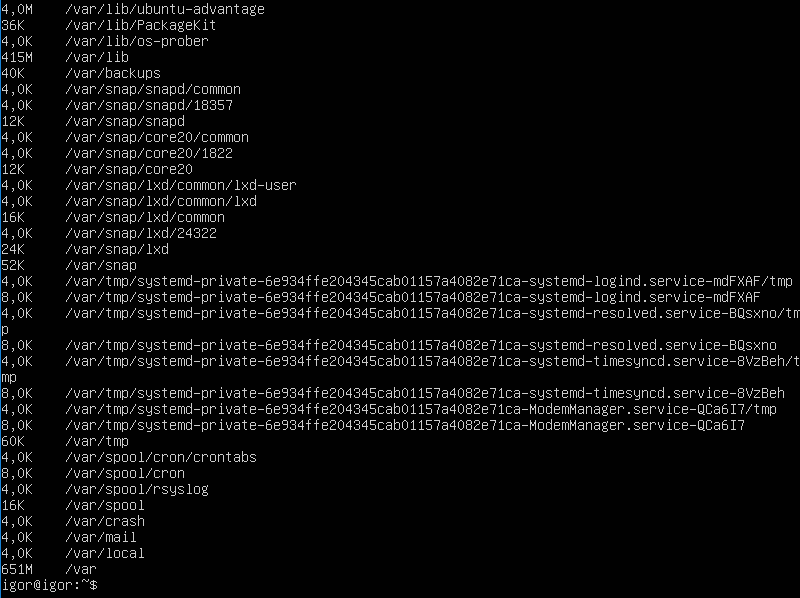 4,0M    /var/lib/ubuntu-advantage
36K     /var/lib/PackageKit
4,0K    /var/lib/os-prober
415M    /var/lib
40K     /var/backups
4,0K    /var/snap/snapd/common
4,0K    /var/snap/snapd/18357
12K     /var/snap/snapd
4,0K    /var/snap/core20/common
4,0K    /var/snap/core20/1822
12K     /var/snap/core20
4,0K    /var/snap/lxd/common/lxd-user
4,0K    /var/snap/lxd/common/lxd
16K     /var/snap/lxd/common
4,0K    /var/snap/lxd/24322
24K     /var/snap/lxd
52K     /var/snap
4,0K    /var/tmp/systemd-private-6e934ffe204345cab01157a4082e71ca-systemd-logind.service-mdFXAF/tmp
8,0K    /var/tmp/systemd-private-6e934ffe204345cab01157a4082e71ca-systemd-logind.service-mdFXAF
4,0K    /var/tmp/systemd-private-6e934ffe204345cab01157a4082e71ca-systemd-resolved.service-BQsxno/tm
p
8,0K    /var/tmp/systemd-private-6e934ffe204345cab01157a4082e71ca-systemd-resolved.service-BQsxno
4,0K    /var/tmp/systemd-private-6e934ffe204345cab01157a4082e71ca-systemd-timesyncd.service-8VzBeh/t
mp
8,0K    /var/tmp/systemd-private-6e934ffe204345cab01157a4082e71ca-systemd-timesyncd.service-8VzBeh
4,0K    /var/tmp/systemd-private-6e934ffe204345cab01157a4082e71ca-ModemManager.service-QCa6I7/tmp
8,0K    /var/tmp/systemd-private-6e934ffe204345cab01157a4082e71ca-ModemManager.service-QCa6I7
60K     /var/tmp
4,0K    /var/spool/cron/crontabs
8,0K    /var/spool/cron
4,0K    /var/spool/rsyslog
16K     /var/spool
4,0K    /var/crash
4,0K    /var/mail
4,0K    /var/local
651M    /var
igor@igor:~$